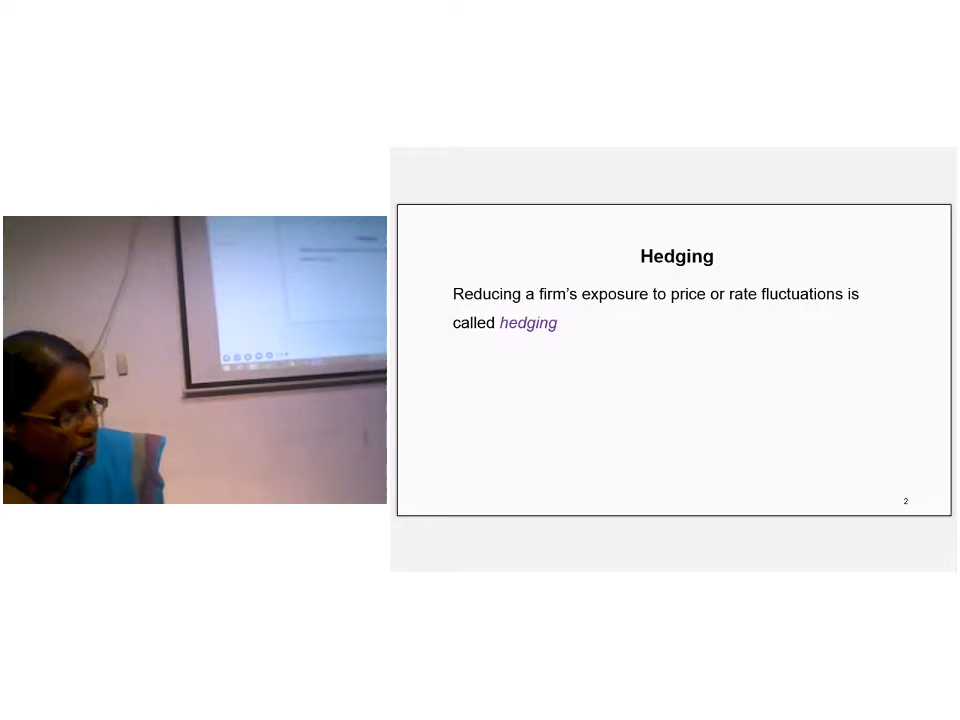 Hedging
Reducing a firm’s exposure to price or rate fluctuations is
called hedging
2